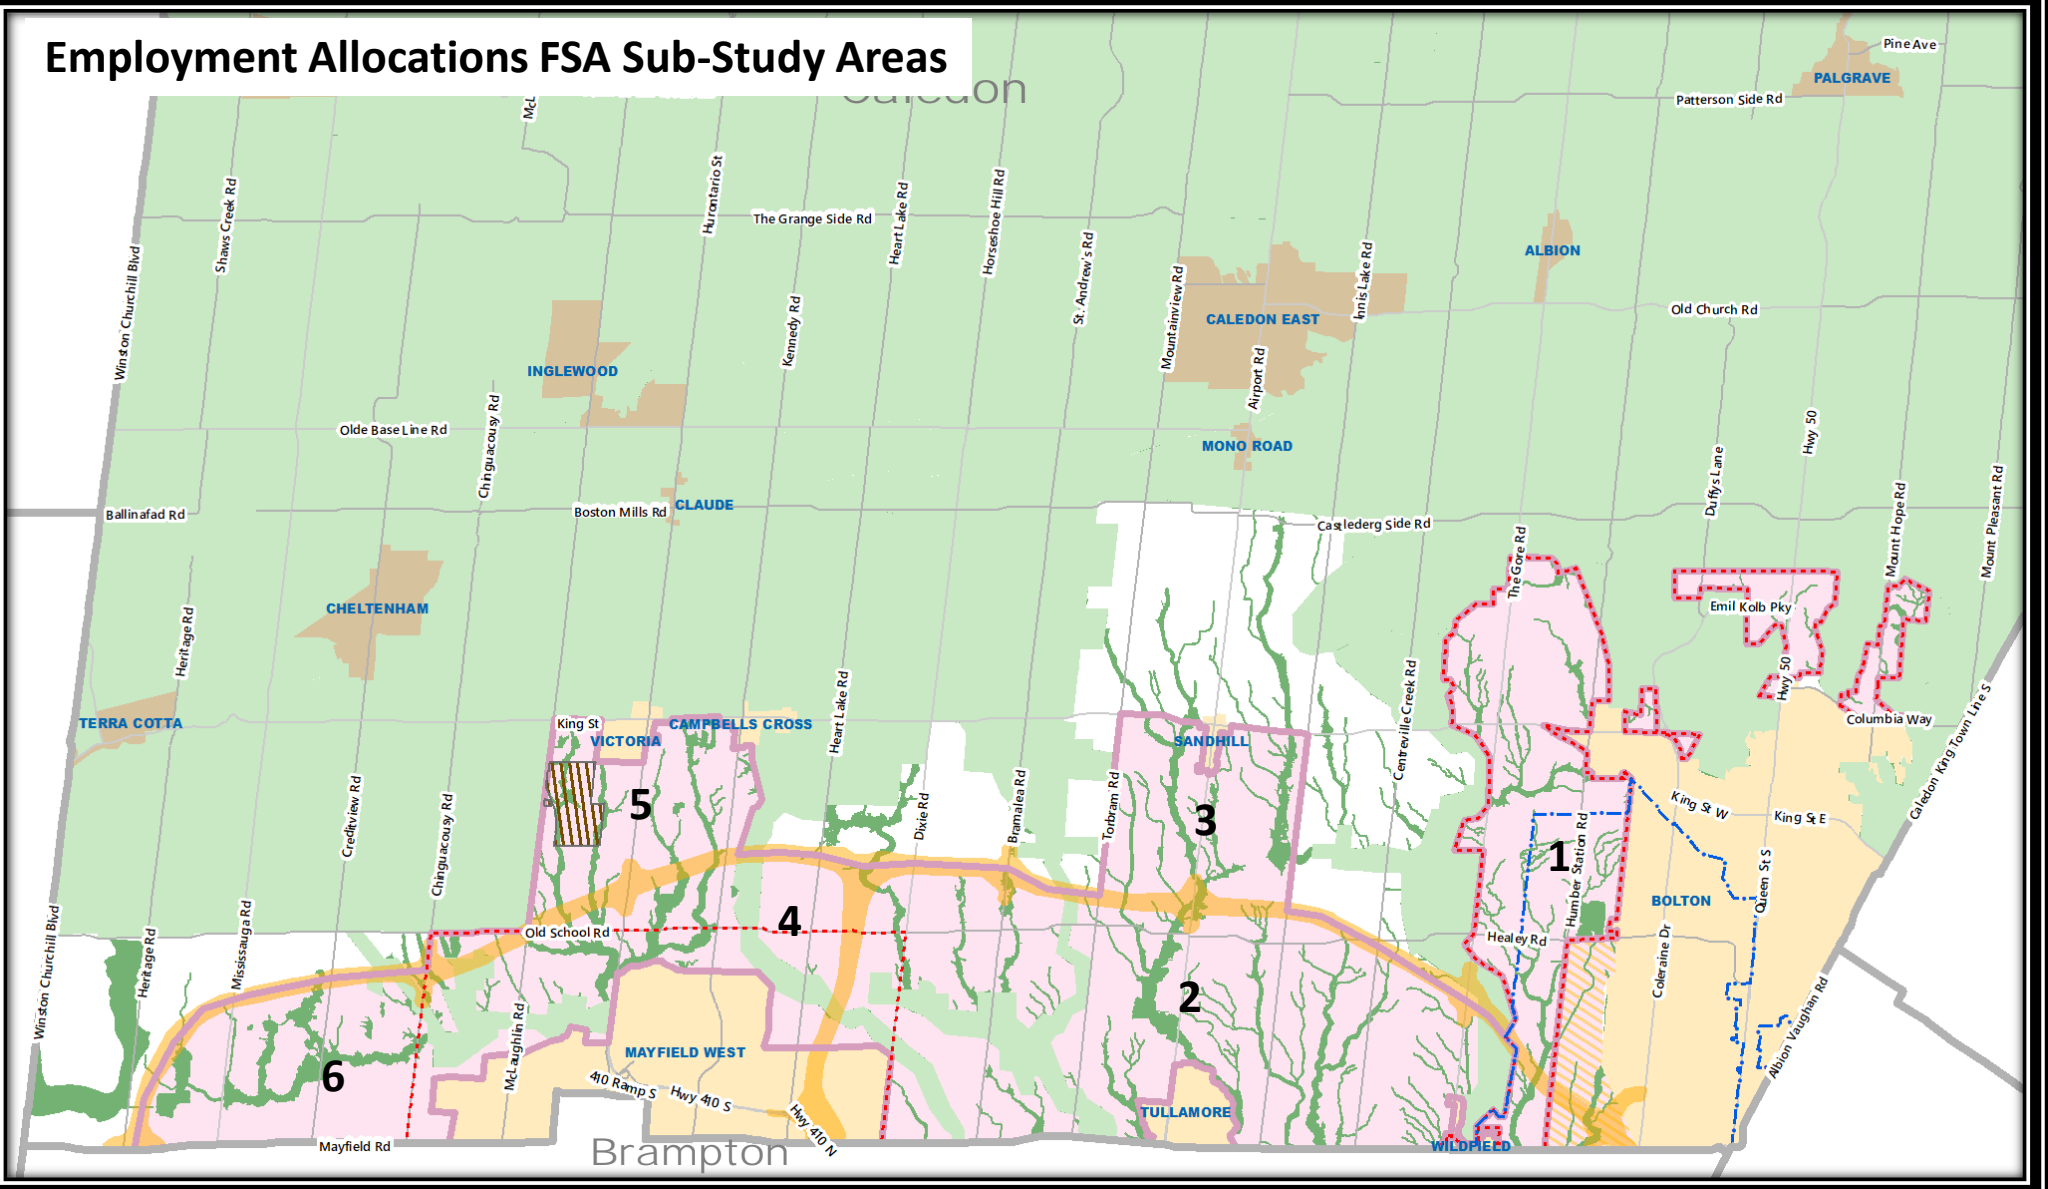 Employment Allocations FSA Sub-Study Areas
Caledon
Pine Ave
PALGRAVE
Patterson Side Rd
McL
Shaws Creek Rd
Hurontario St
The Grange Side Rd
Heart Lake Rd
Horseshoe Hill Rd
St. Andrew's Rd
Mountainview Rd
Innis Lake Rd
ALBION
Winston Churchill Blvd
Kennedy Rd
CALEDON EAST
Old Church Rd
INGLEWOOD
Airport Rd
Chinguacousy Rd
Olde Base Line Rd
MONO ROAD
Hwy 50
Duffys Lane
Mount Hope Rd
Mount Pleasant Rd
Ballinafad Rd
Boston Mills Rd
CLAUDE
Castlederg Side Rd
The Gore Rd
CHELTENHAM
Heritage Rd
Emil Kolb Pky
Hwy 50
Centreville Creek Rd
Heart Lake Rd
TERRA COTTA
King St
CAMPBELLS CROSS
VICTORIA
SANDHILL
Columbia Way
Caledon King Town Line S
Creditview Rd
Chinguacousy Rd
5
Dixie Rd
Bramalea Rd
Torbram Rd
3
King St W
King St E
1
Humber Station Rd
Queen St S
BOLTON
4
Old School Rd
Healey Rd
Coleraine Dr
Winston Churchill Blvd
Heritage Rd
Mississauga Rd
2
McLaughlin Rd
MAYFIELD WEST
6
410 Ramp S
Hwy 410 S
Hwy 410 N
TULLAMORE
Albion Vaughan Rd
Mayfield Rd
Brampton
WILDFIELD